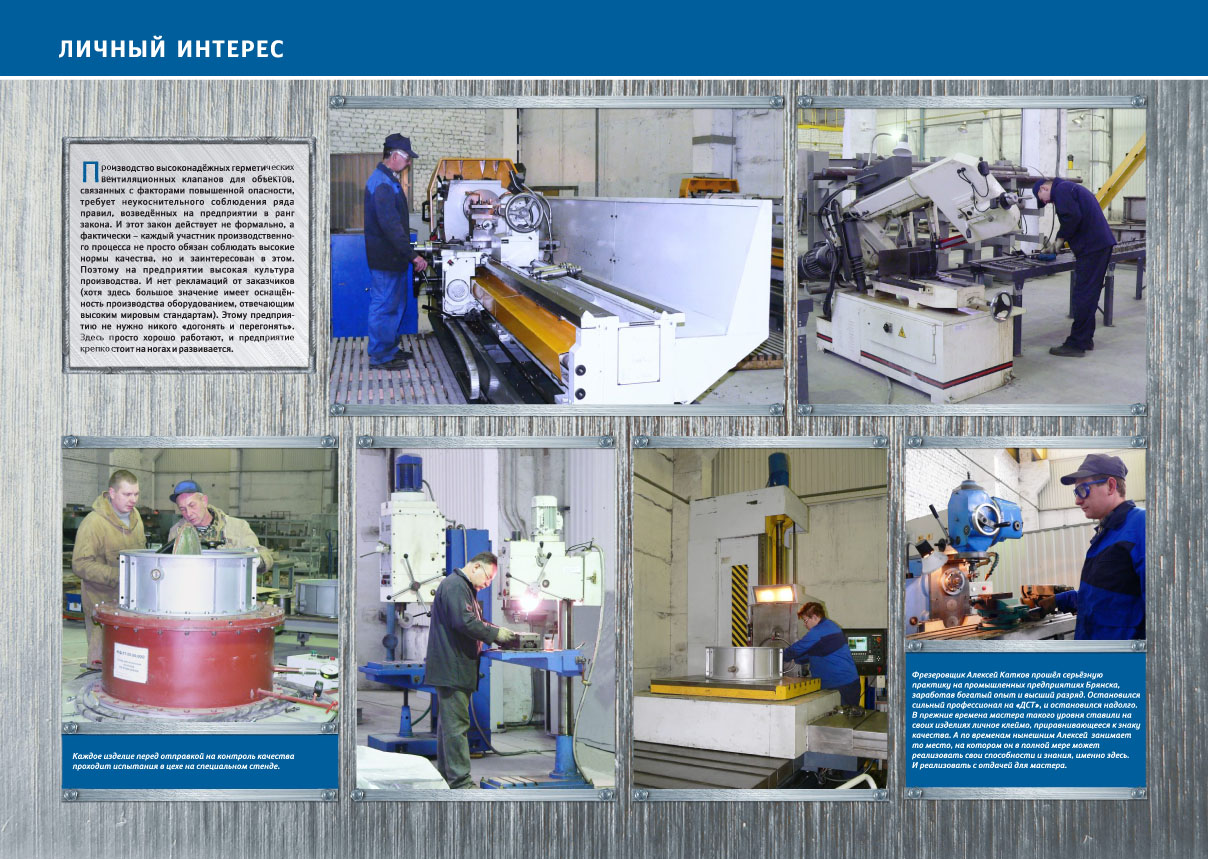 ЛИЧНЫЙ ИНТЕРЕС
Производство высоконадёжных герметических
вентиляционных клапанов для объектов,
связанных с факторами повышенной опасности,
требует неукоснительного соблюдения ряда
правил, возведённых на предприятии в ранг
закона. И этот закон действует не формально, а
фактически – каждый участник производственно-
го процесса не просто обязан соблюдать высокие
нормы качества, но и заинтересован в этом.
Поэтому на предприятии высокая культура
производства. И нет рекламаций от заказчиков
(хотя здесь большое значение имеет оснащён-
ность производства оборудованием, отвечающим
высоким мировым стандартам). Этому предприя-
тию не нужно никого «догонять и перегонять».
Здесь просто хорошо работают, и предприятие
крепко стоит на ногах и развивается.
Каждое изделие перед отправкой на контроль качества
проходит испытания в цехе на специальном стенде.
Фрезеровщик Алексей Катков прошёл серьёзную
практику на промышленных предприятиях Брянска,
заработав богатый опыт и высший разряд. Остановился
сильный профессионал на «ДСТ», и остановился надолго.
В прежние времена мастера такого уровня ставили на
своих изделиях личное клеймо, приравнивающееся к знаку
качества. А по временам нынешним Алексей занимает
то место, на котором он в полной мере может
реализовать свои способности и знания, именно здесь.
И реализовать с отдачей для мастера.